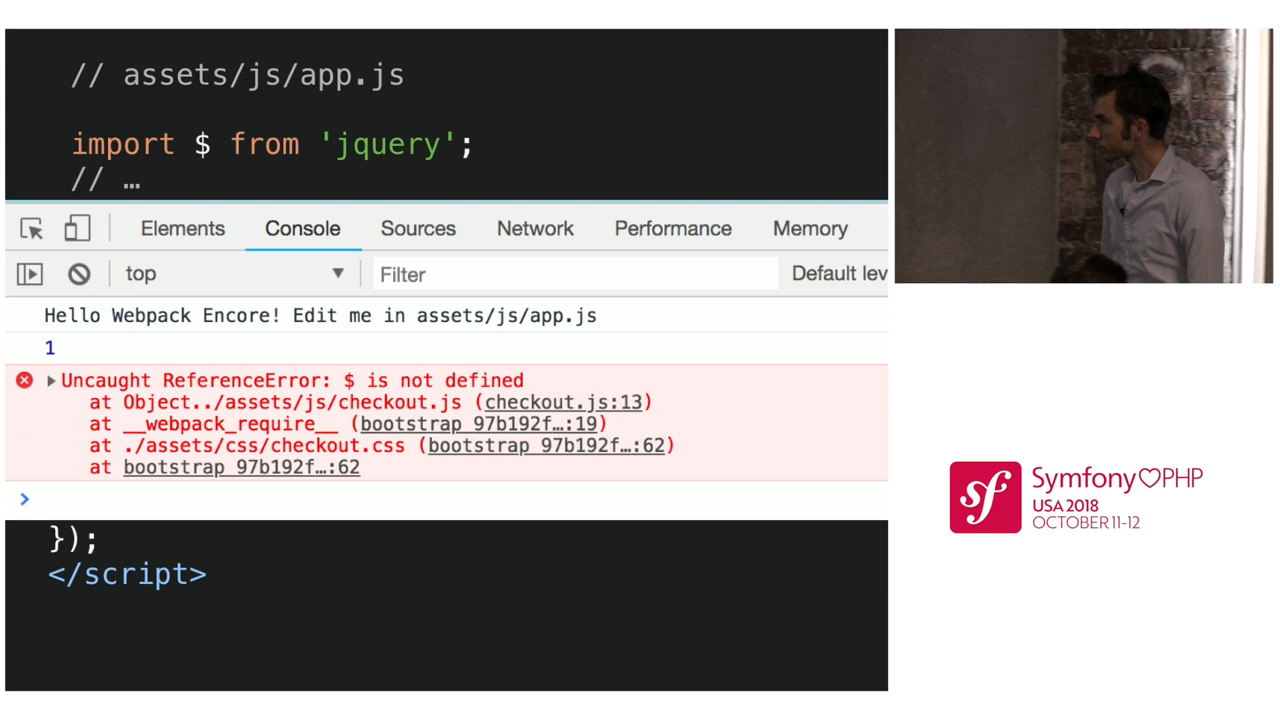 // assets/js/app.js
import $ from 'jquery';
// …
Elements Console Sources Network Performance Memory
top ▼ Filter Default lev
Hello Webpack Encore! Edit me in assets/js/app.js
1
Uncaught ReferenceError: $ is not defined
at Object../assets/js/checkout.js (checkout.js:13)
at __webpack_require__ (bootstrap 97b192f…:19)
at ./assets/css/checkout.css (bootstrap 97b192f…:62)
at bootstrap 97b192f…:62
>
});
</script>
sf Symfony♡PHP
USA 2018
OCTOBER 11-12